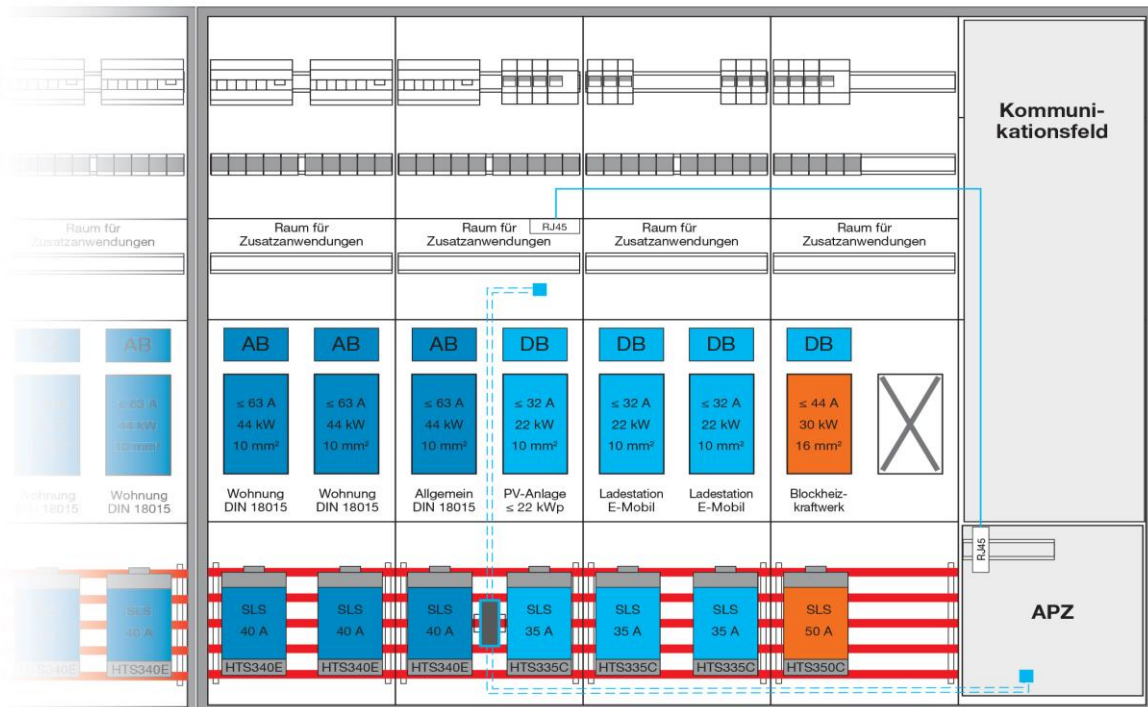 Kommuni-
kationsfeld
Raum für
Zusatzanwendungen
Raum für
Zusatzanwendungen
Raum für
Zusatzanwendungen
RJ45
Raum für
Zusatzanwendungen
Raum für
Zusatzanwendungen
AB
AB
AB
AB
DB
DB
DB
DB
≤ 63 A
44 kW
10 mm²
≤ 63 A
44 kW
10 mm²
≤ 63 A
44 kW
10 mm²
≤ 63 A
44 kW
10 mm²
≤ 32 A
22 kW
10 mm²
≤ 32 A
22 kW
10 mm²
≤ 32 A
22 kW
10 mm²
≤ 44 A
30 kW
16 mm²
Wohnung
DIN 18015
Wohnung
DIN 18015
Wohnung
DIN 18015
Wohnung
DIN 18015
Allgemein
DIN 18015
PV-Anlage
≤ 22 kWp
Ladestation
E-Mobil
Ladestation
E-Mobil
Blockheiz-
kraftwerk
RJ45
APZ
SLS
40 A
HTS340E
SLS
40 A
HTS340E
SLS
40 A
HTS340E
SLS
40 A
HTS340E
SLS
40 A
HTS340E
SLS
35 A
HTS335C
SLS
35 A
HTS335C
SLS
35 A
HTS335C
SLS
50 A
HTS350C